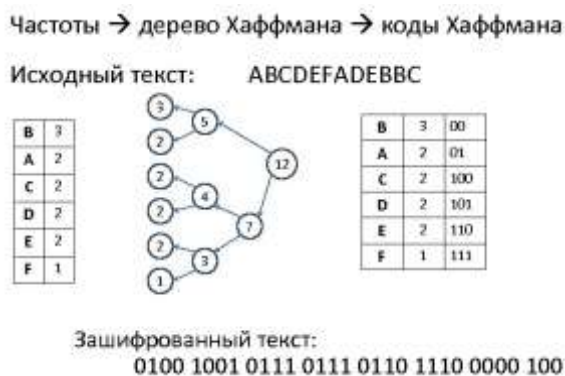 Частоты → дерево Хаффмана → коды Хаффмана
Исходный текст: ABCDEFADEBBC
B 3
A 2
C 2
D 2
E 2
F 1
3
2
5
2
2
4
2
1
3
7
12
B 3 00
A 2 01
C 2 100
D 2 101
E 2 110
F 1 111
Зашифрованный текст:
0100 1001 0111 0111 0110 1110 0000 100